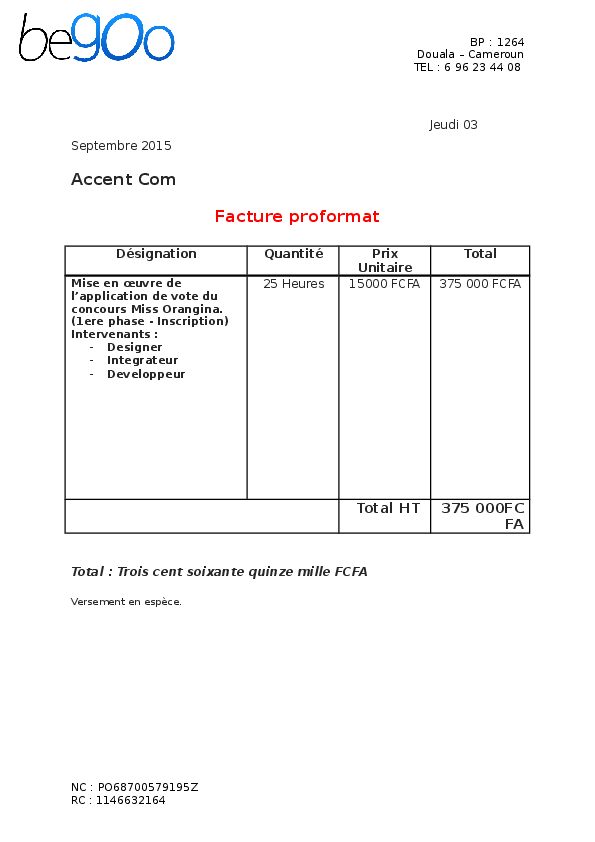 begoo
BP : 1264
Douala – Cameroun
TEL : 6 96 23 44 08
Jeudi 03
Septembre 2015
Accent Com
Facture proformat
Désignation Quantité Prix Unitaire Total
Mise en œuvre de
l’application de vote du
concours Miss Orangina.
(1ere phase - Inscription)
Intervenants :
- Designer
- Integrateur
- Developpeur
25 Heures 15000 FCFA 375 000 FCFA
Total HT 375 000FC
FA
Total : Trois cent soixante quinze mille FCFA
Versement en espèce.
NC : PO68700579195Z
RC : 1146632164